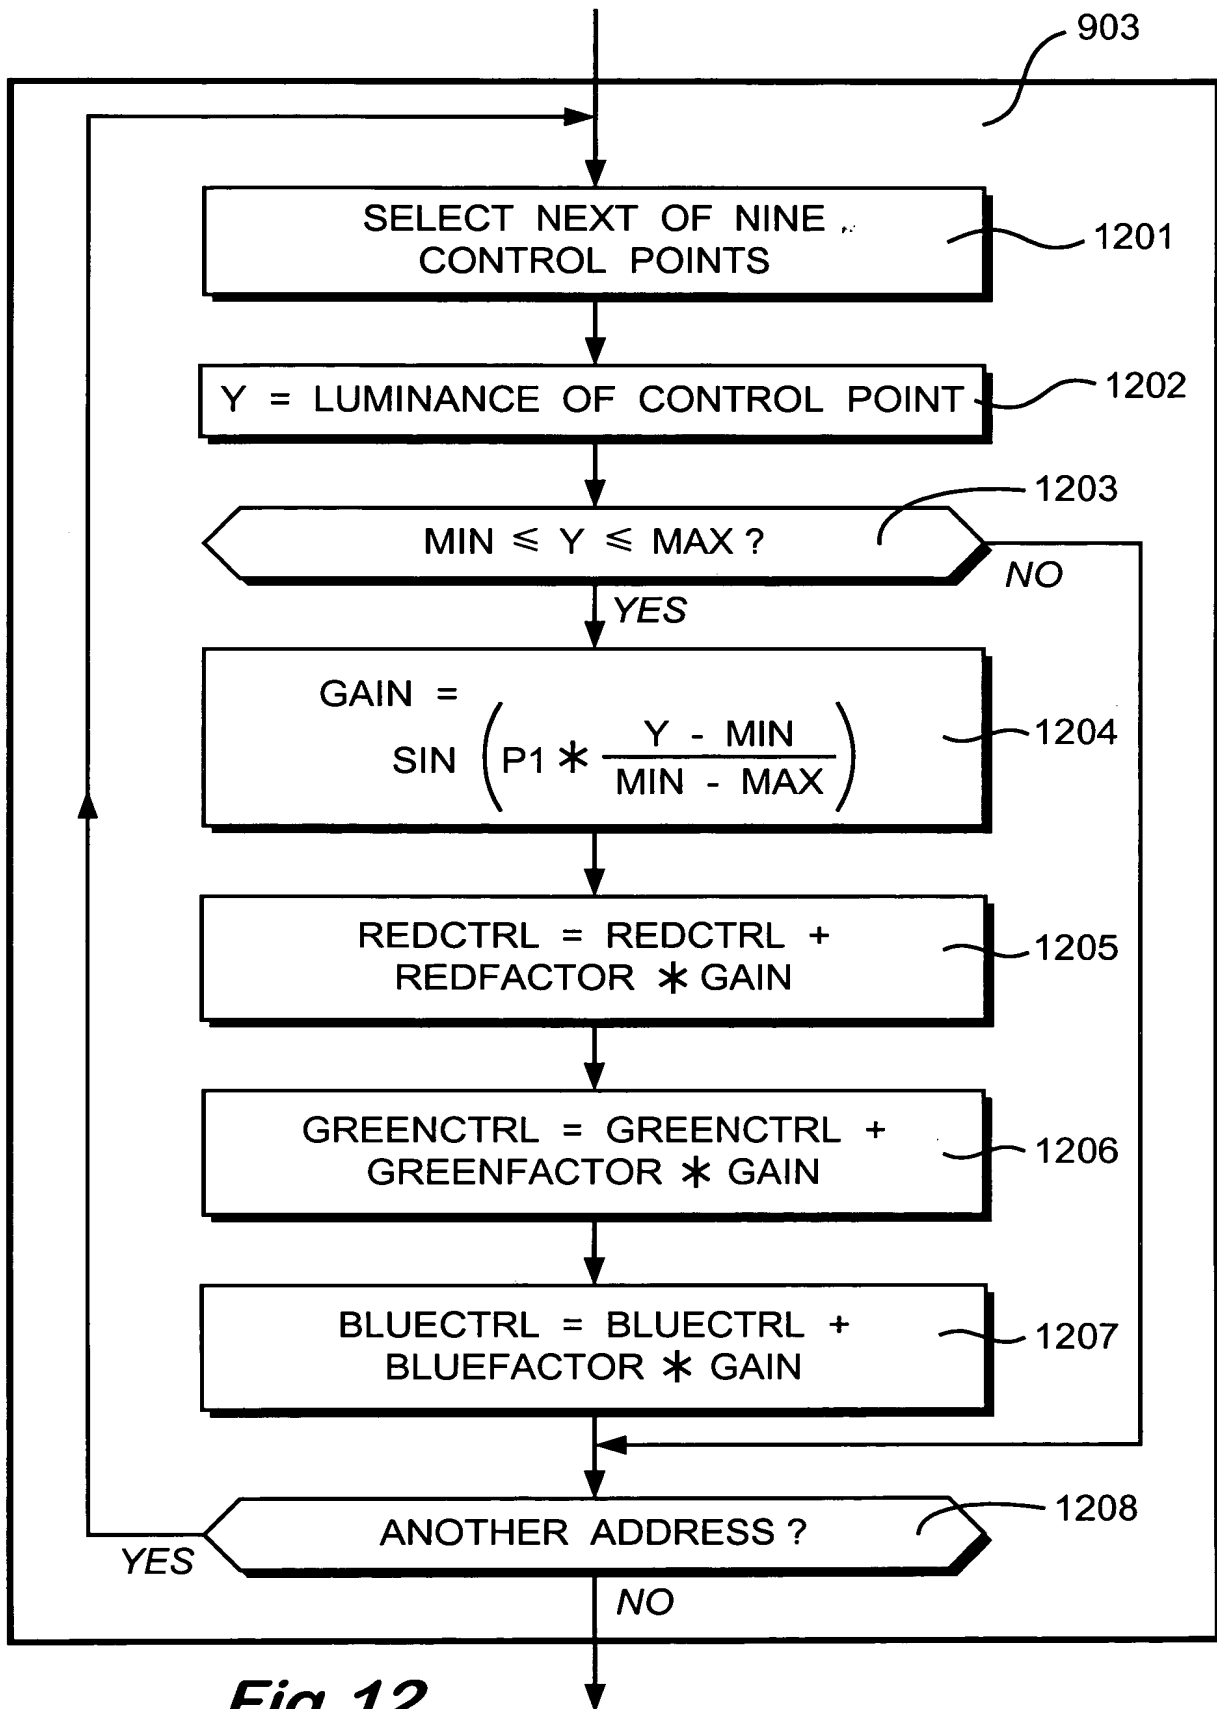 903
SELECT NEXT OF NINE
CONTROL POINTS
1201
Y = LUMINANCE OF CONTROL POINT
1202
MIN ≤ Y ≤ MAX ?
1203
NO
YES
GAIN =
SIN ( P1 * Y - MIN
MIN - MAX )
1204
REDCTRL = REDCTRL +
REDFACTOR * GAIN
1205
GREENCTRL = GREENCTRL +
GREENFACTOR * GAIN
1206
BLUECTRL = BLUECTRL +
BLUEFACTOR * GAIN
1207
ANOTHER ADDRESS ?
1208
YES
NO
Fig 12